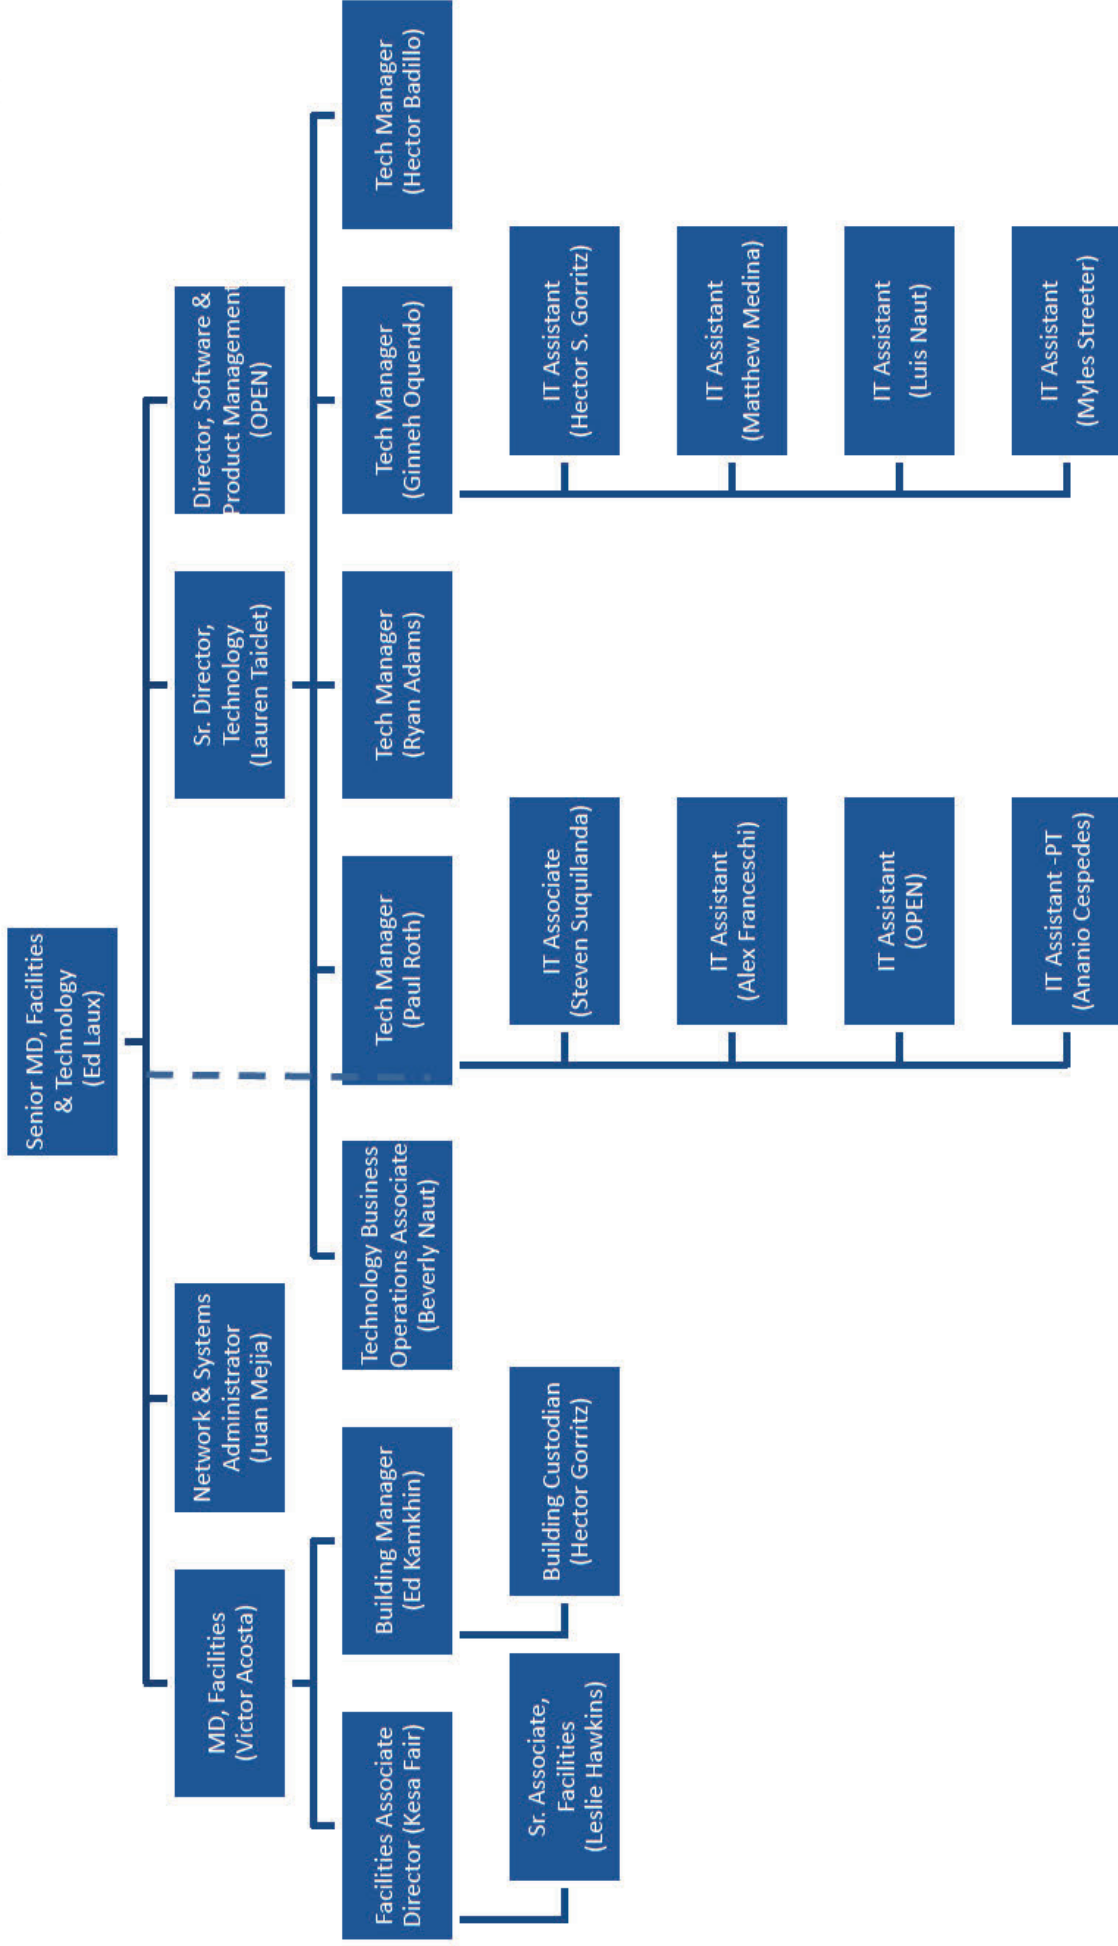 Senior MD, Facilities
& Technology
(Ed Laux)
MD, Facilities
(Victor Acosta)
Network & Systems
Administrator
(Juan Mejia)
Sr. Director,
Technology
(Lauren Taiclet)
Director, Software &
Product Management
(OPEN)
Facilities Associate
Director (Kesa Fair)
Building Manager
(Ed Kamkhin)
Technology Business
Operations Associate
(Beverly Naut)
Tech Manager
(Paul Roth)
Tech Manager
(Ryan Adams)
Tech Manager
(Ginneh Oquendo)
Tech Manager
(Hector Badillo)
Sr. Associate,
Facilities
(Leslie Hawkins)
Building Custodian
(Hector Gorritz)
IT Associate
(Steven Suquilanda)
IT Assistant
(Alex Franceschi)
IT Assistant
(OPEN)
IT Assistant -PT
(Ananio Cespedes)
IT Assistant
(Hector S. Gorritz)
IT Assistant
(Matthew Medina)
IT Assistant
(Luis Naut)
IT Assistant
(Myles Streeter)